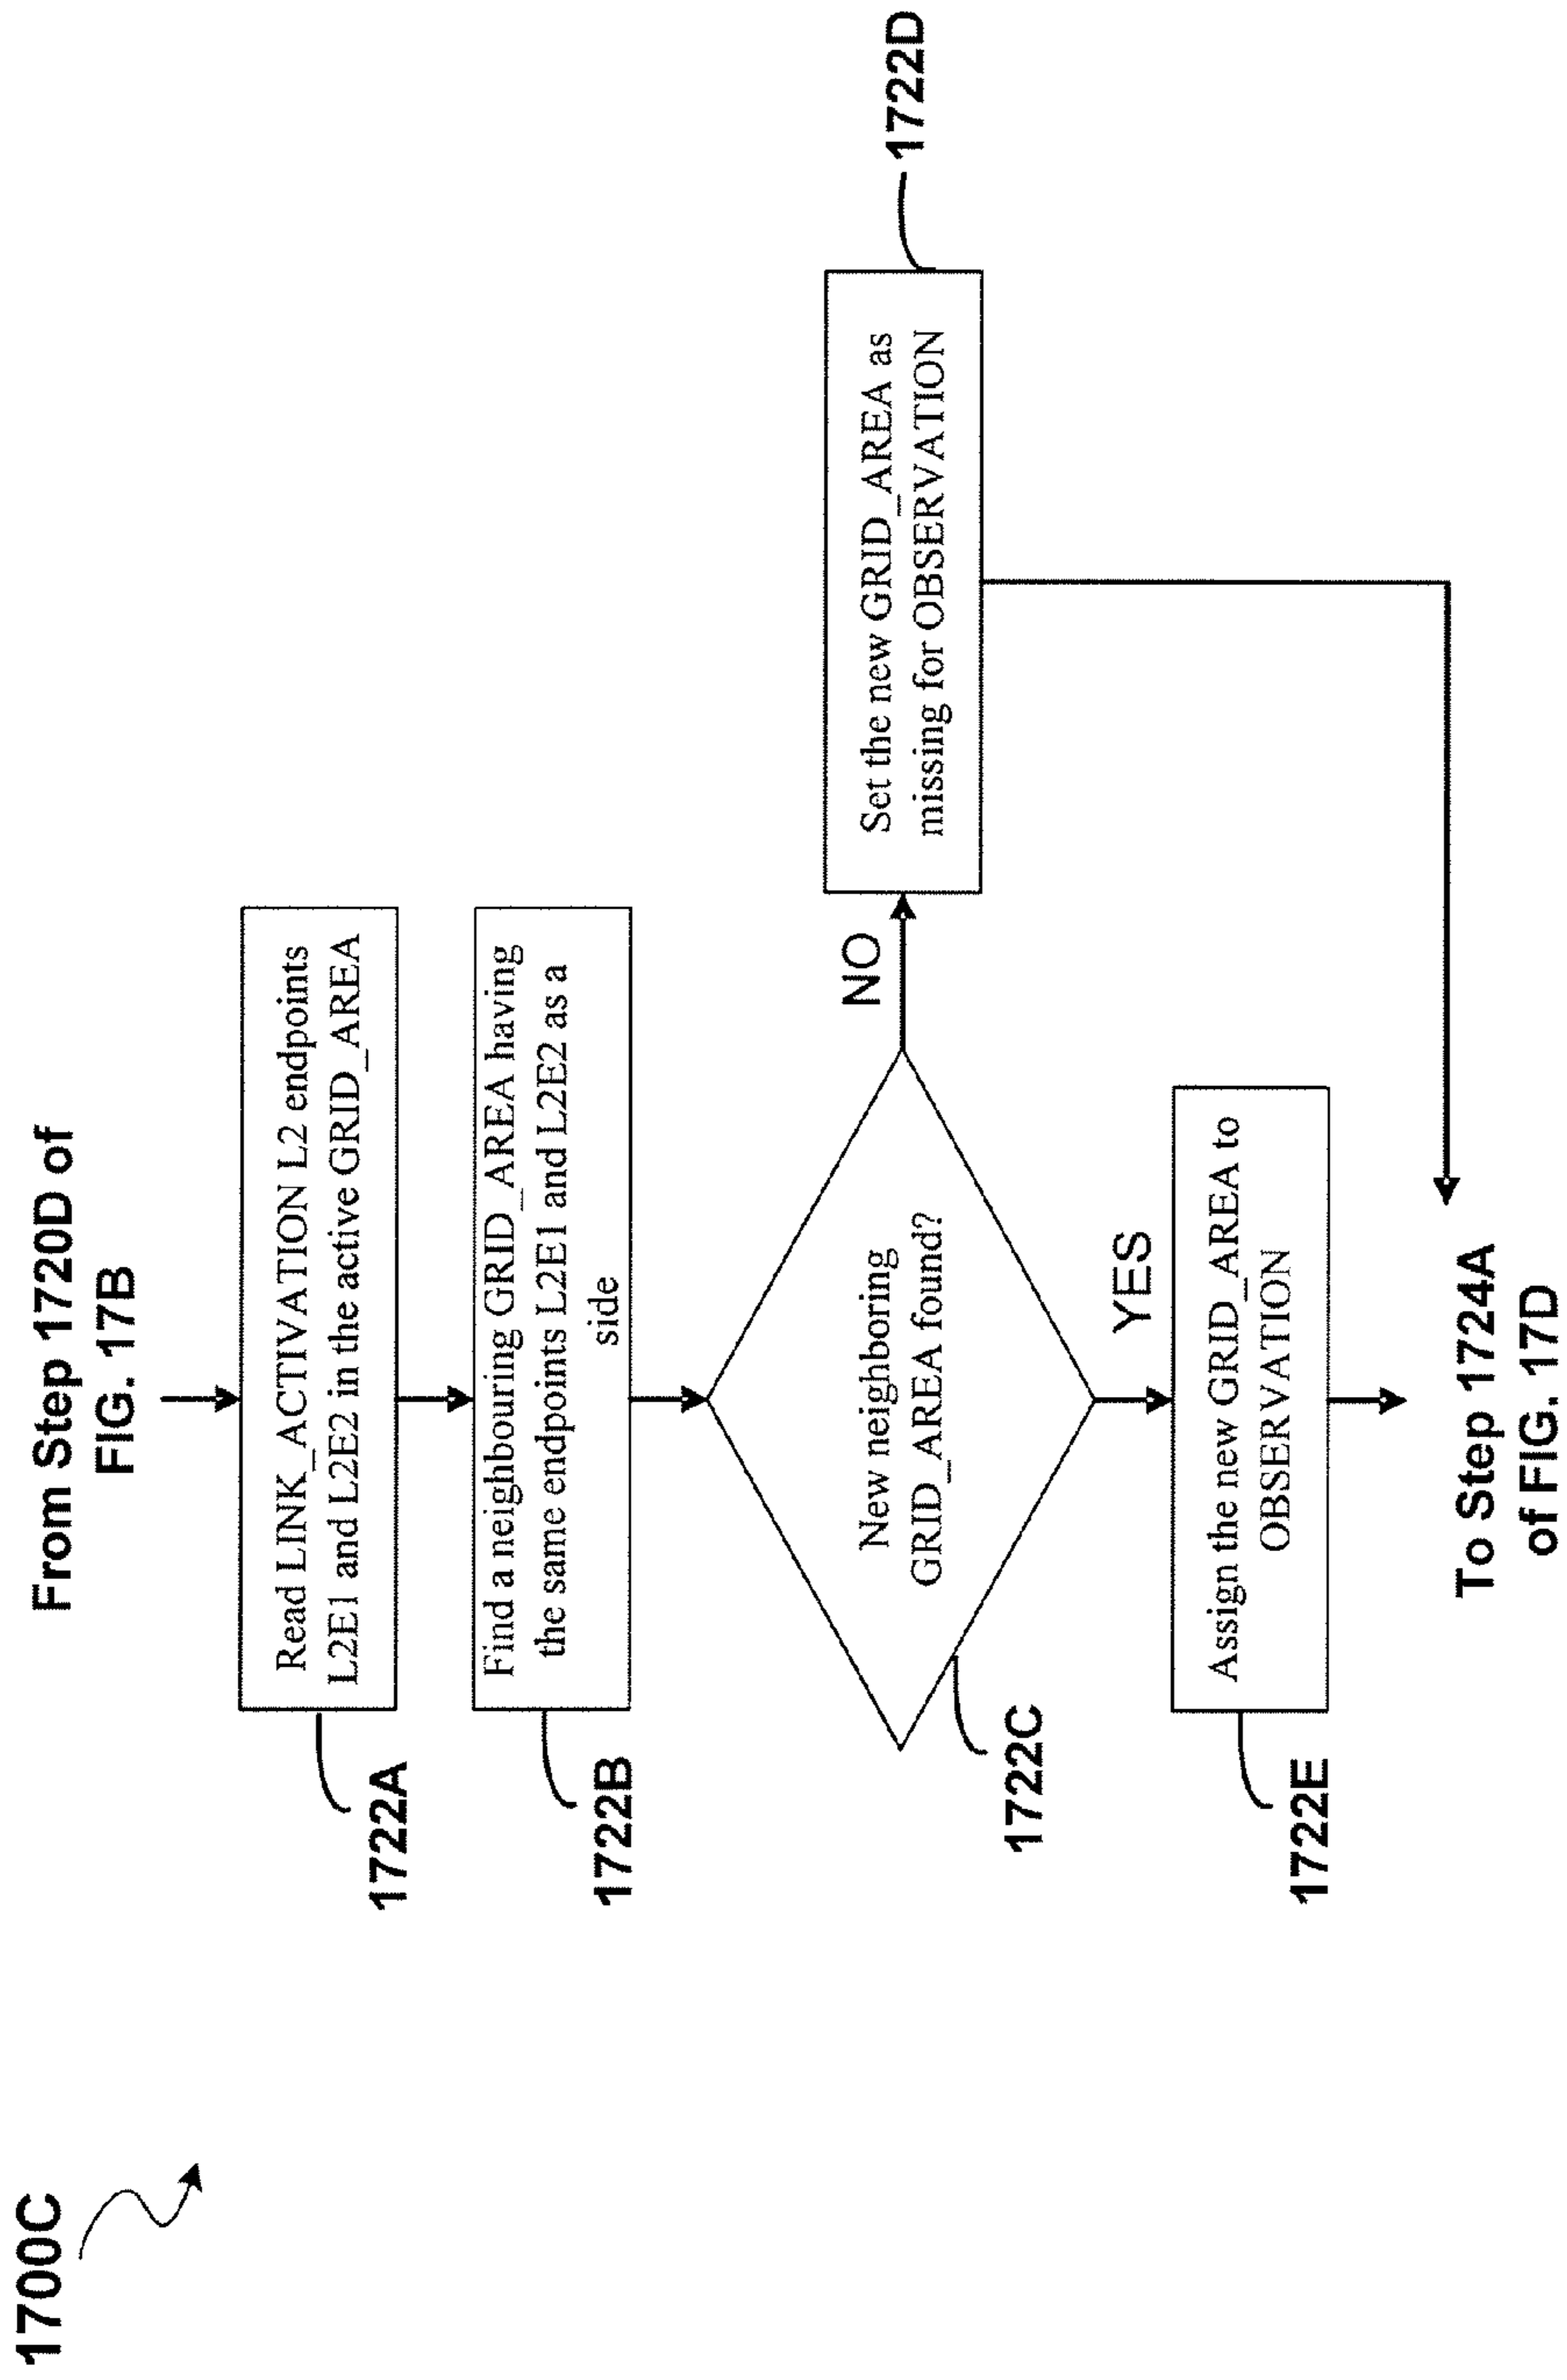 1700C
From Step 1720D of
FIG. 17B
Read LINK_ACTIVATION L2 endpoints
L2E1 and L2E2 in the active GRID_AREA
1722A
Find a neighbouring GRID_AREA having
the same endpoints L2E1 and L2E2 as a
side
1722B
New neighboring
GRID_AREA found?
1722C
NO
Set the new GRID_AREA as
missing for OBSERVATION
1722D
YES
Assign the new GRID_AREA to
OBSERVATION
1722E
To Step 1724A
of FIG. 17D